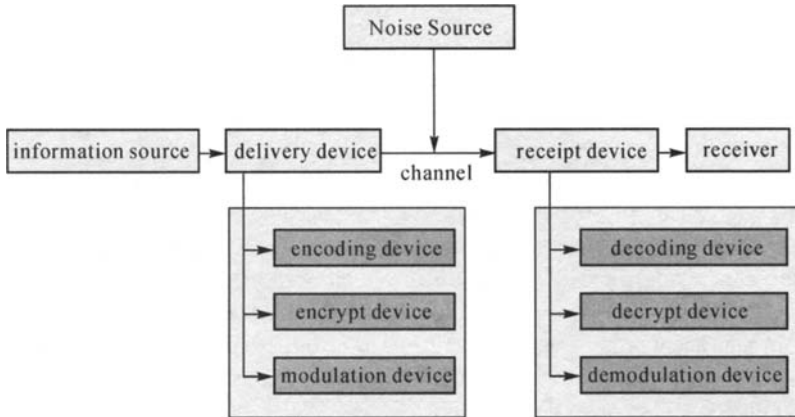 Noise Source
information source
delivery device
channel
receipt device
receiver
encoding device
encrypt device
modulation device
decoding device
decrypt device
demodulation device